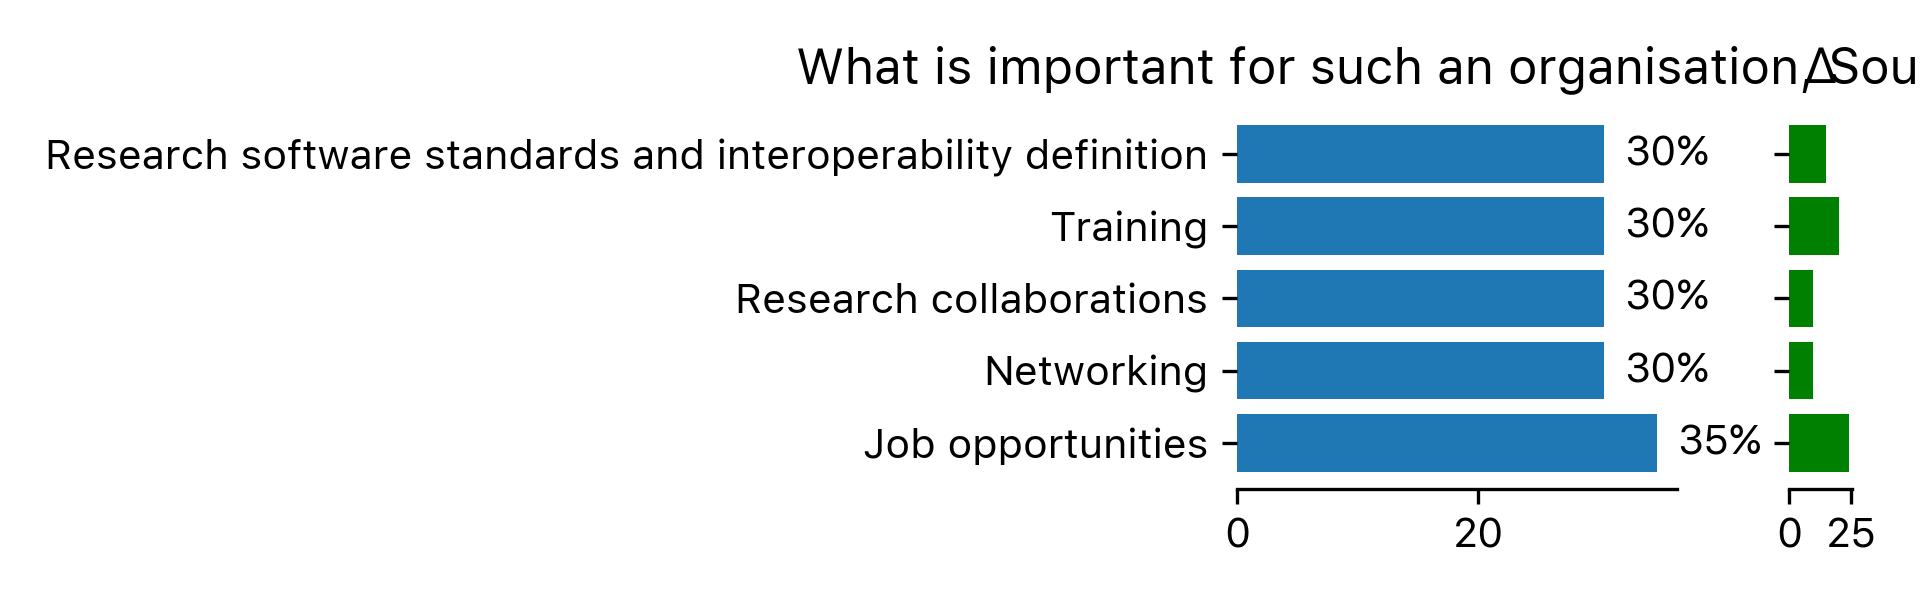 What is important for such an organisation, ΔSou
Research software standards and interoperability definition 30%
Training 30%
Research collaborations 30%
Networking 30%
Job opportunities 35%
0 20 0 25